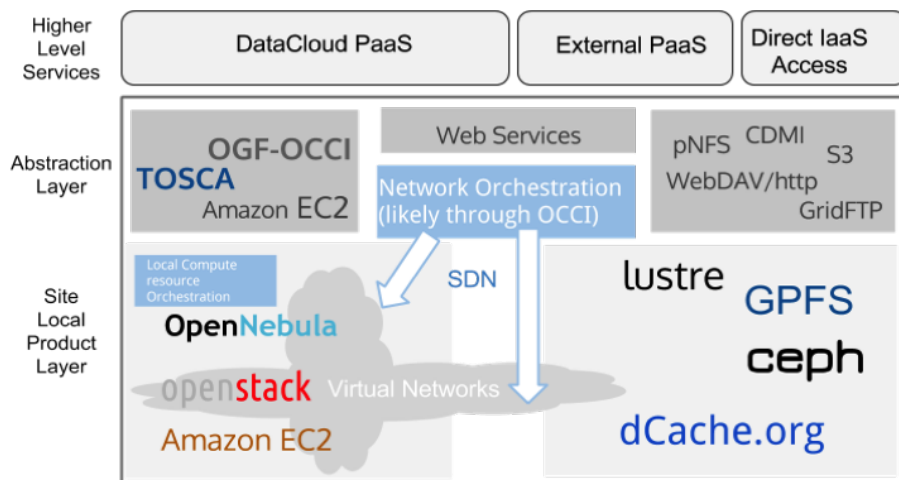 Higher
Level
Services
DataCloud PaaS
External PaaS
Direct IaaS
Access
Abstraction
Layer
OGF-OCCI
TOSCA
Amazon EC2
Web Services
Network Orchestration
(likely through OCCI)
pNFS
CDMI
S3
WebDAV/http
GridFTP
Site
Local
Product
Layer
Local Compute
resource
Orchestration
OpenNebula
openstack
Amazon EC2
SDN
Virtual Networks
lustre
GPFS
ceph
dCache.org